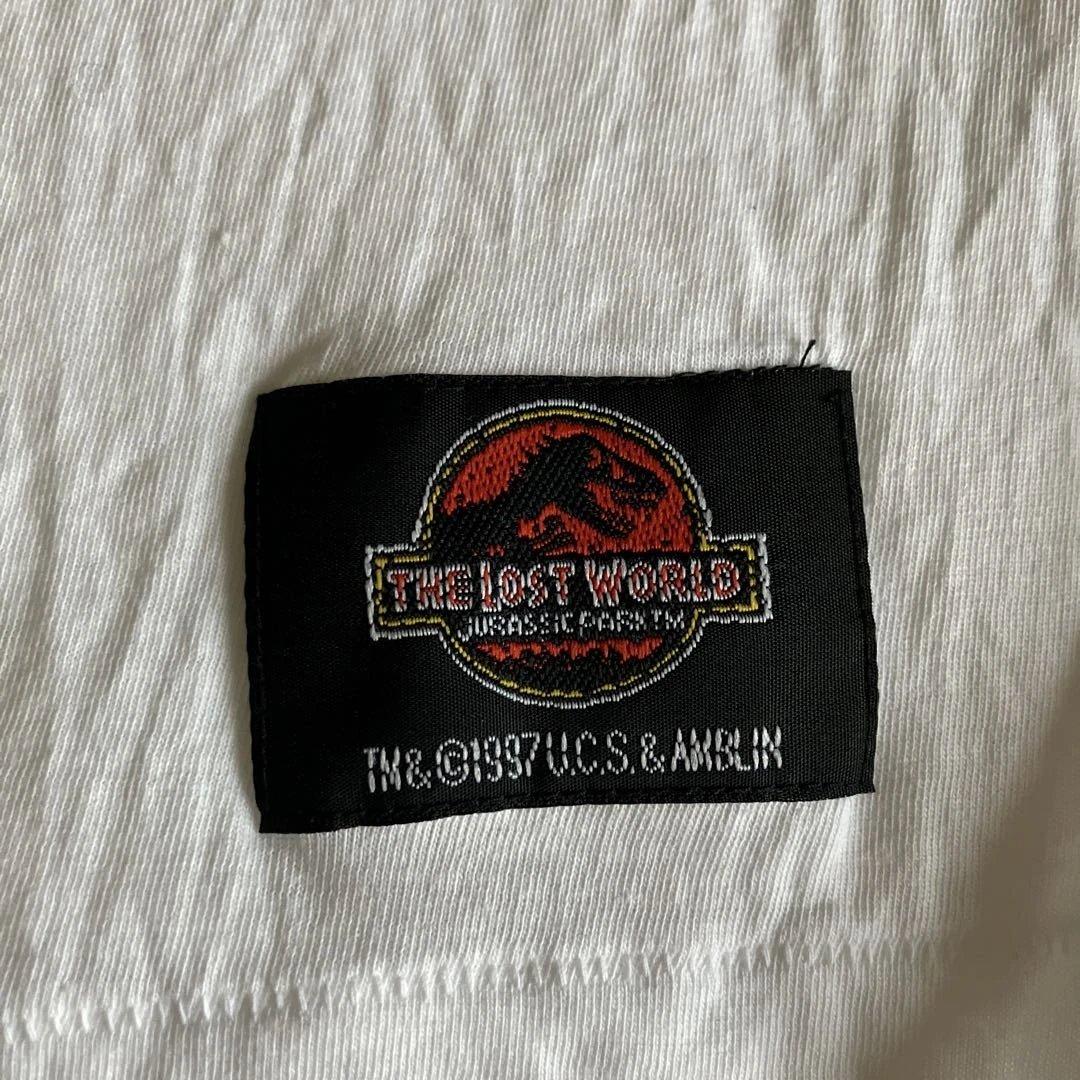 THE LOST WORLD
JURASSIC PARK TM
TM & ©1997 U.C.S. & AMBLIN